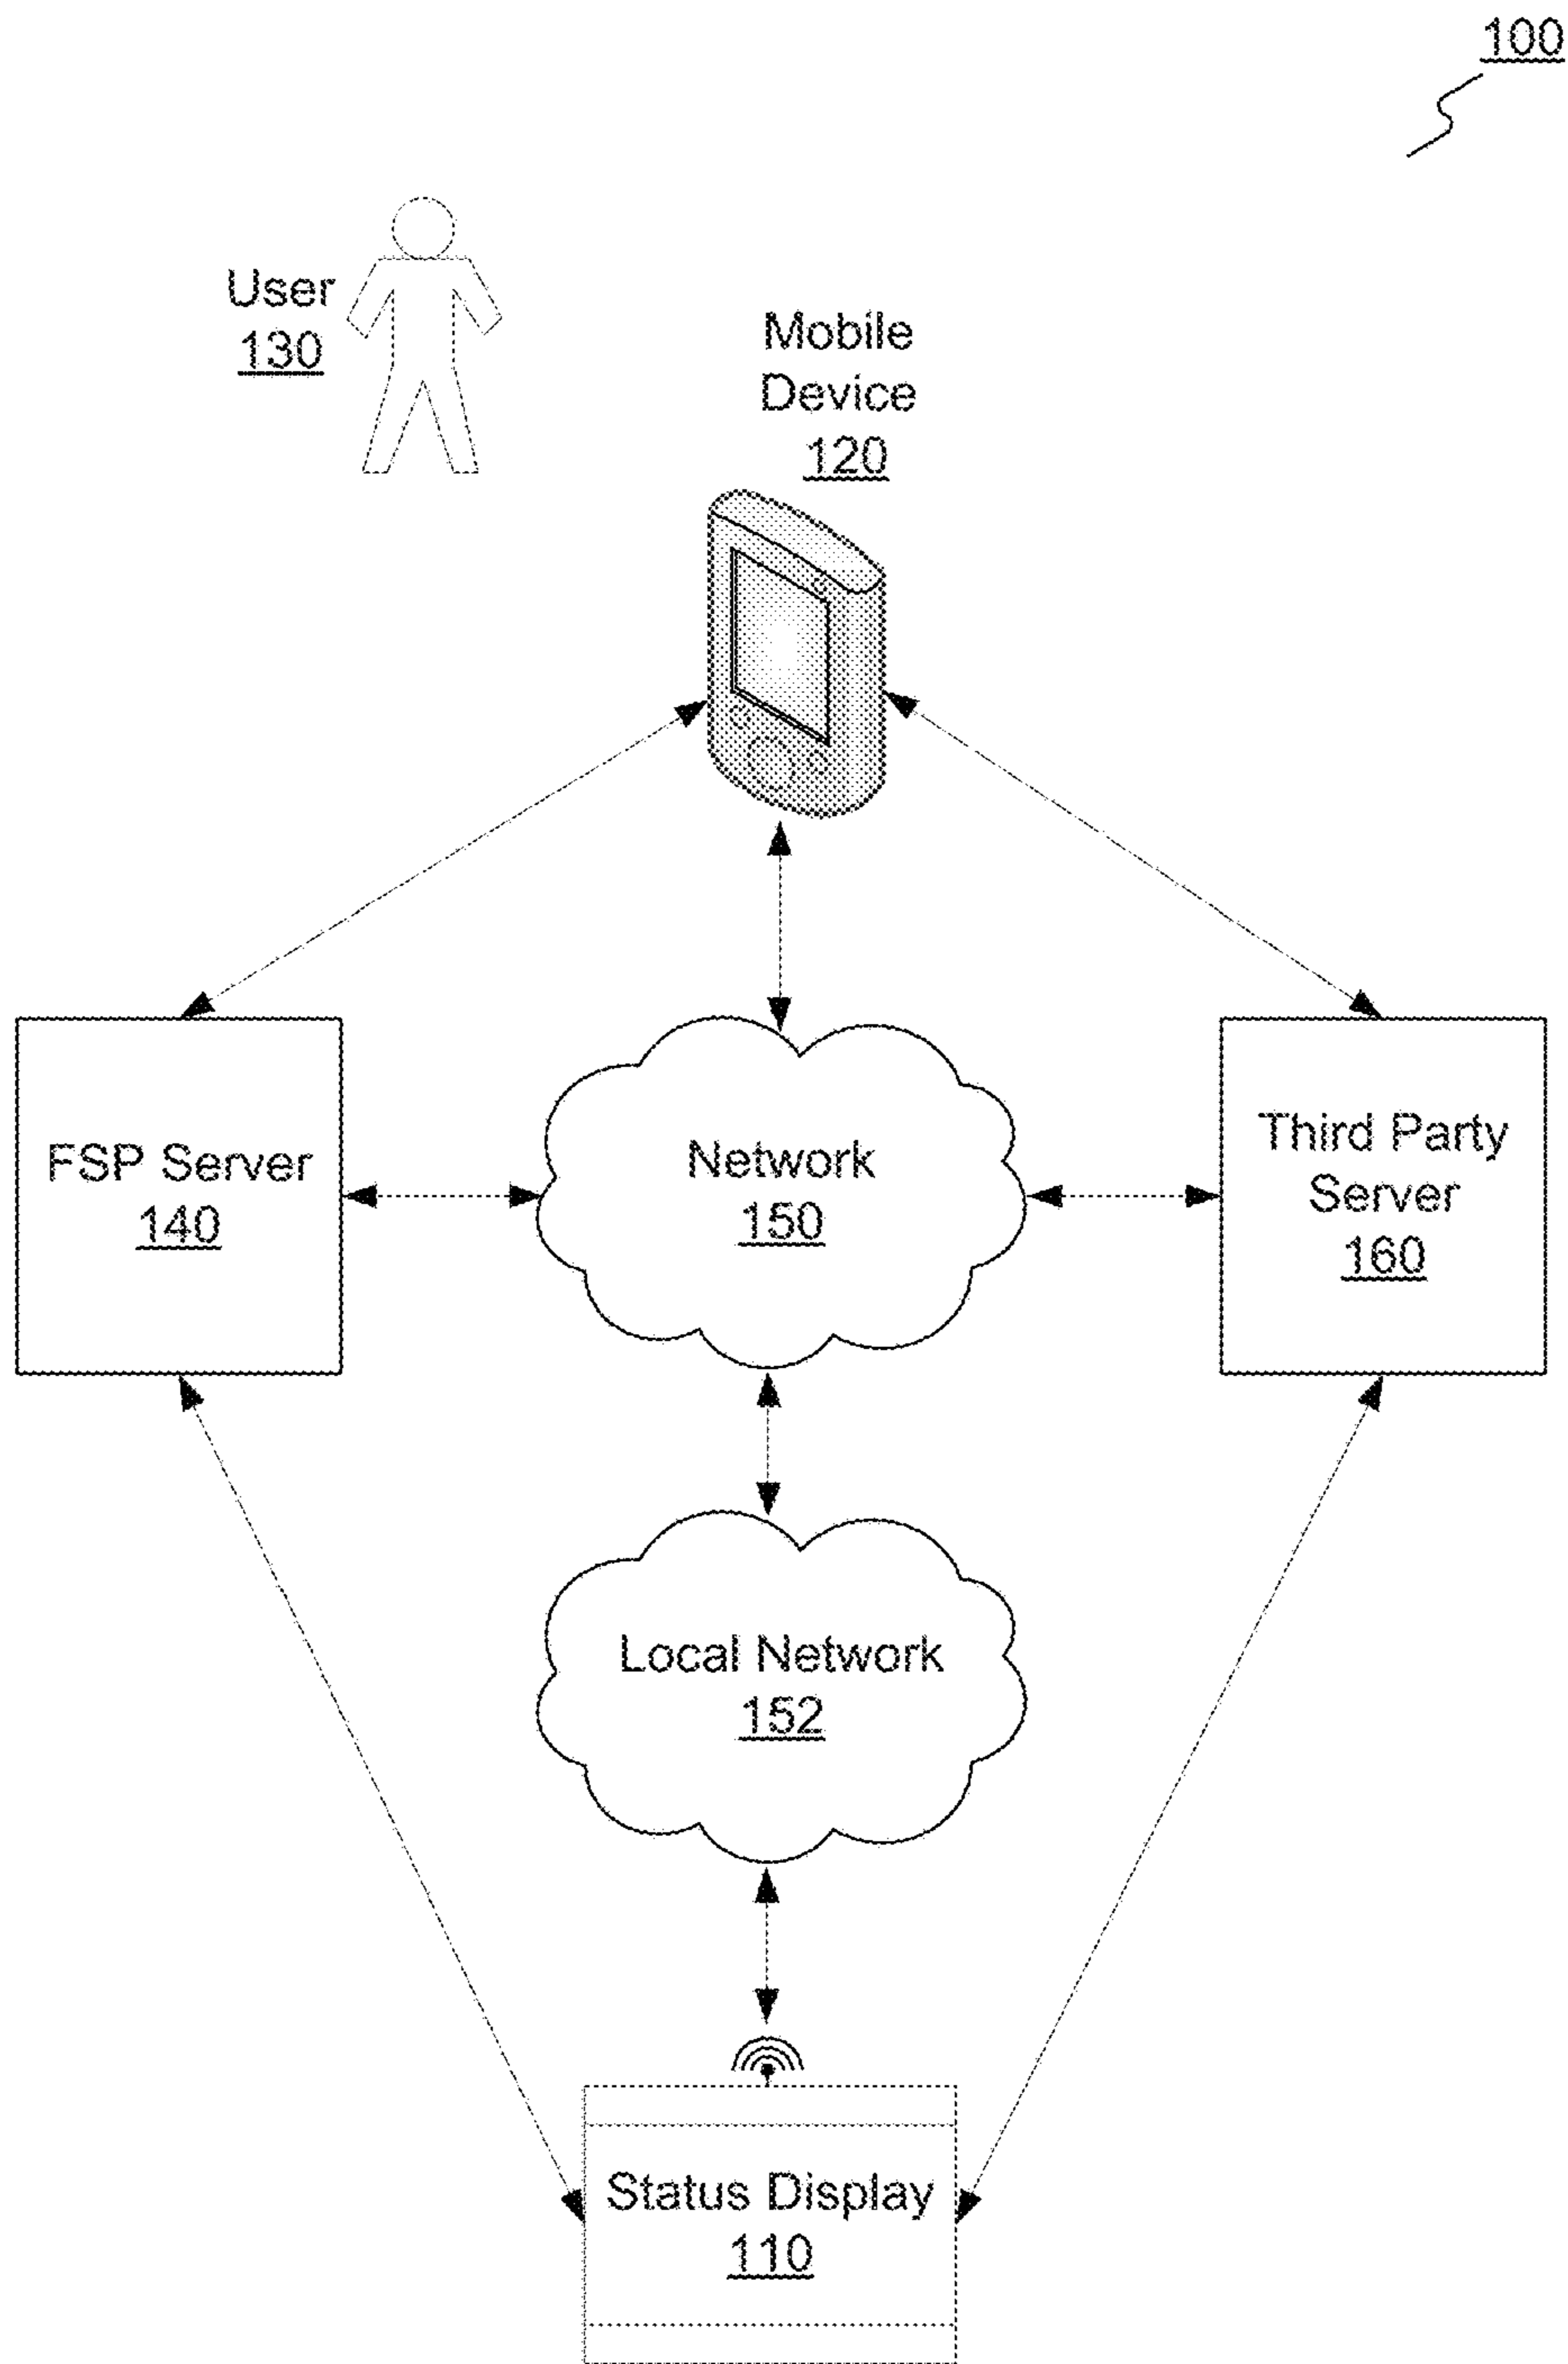 100
User
130
Mobile
Device
120
FSP Server
140
Network
150
Third Party
Server
160
Local Network
152
Status Display
110